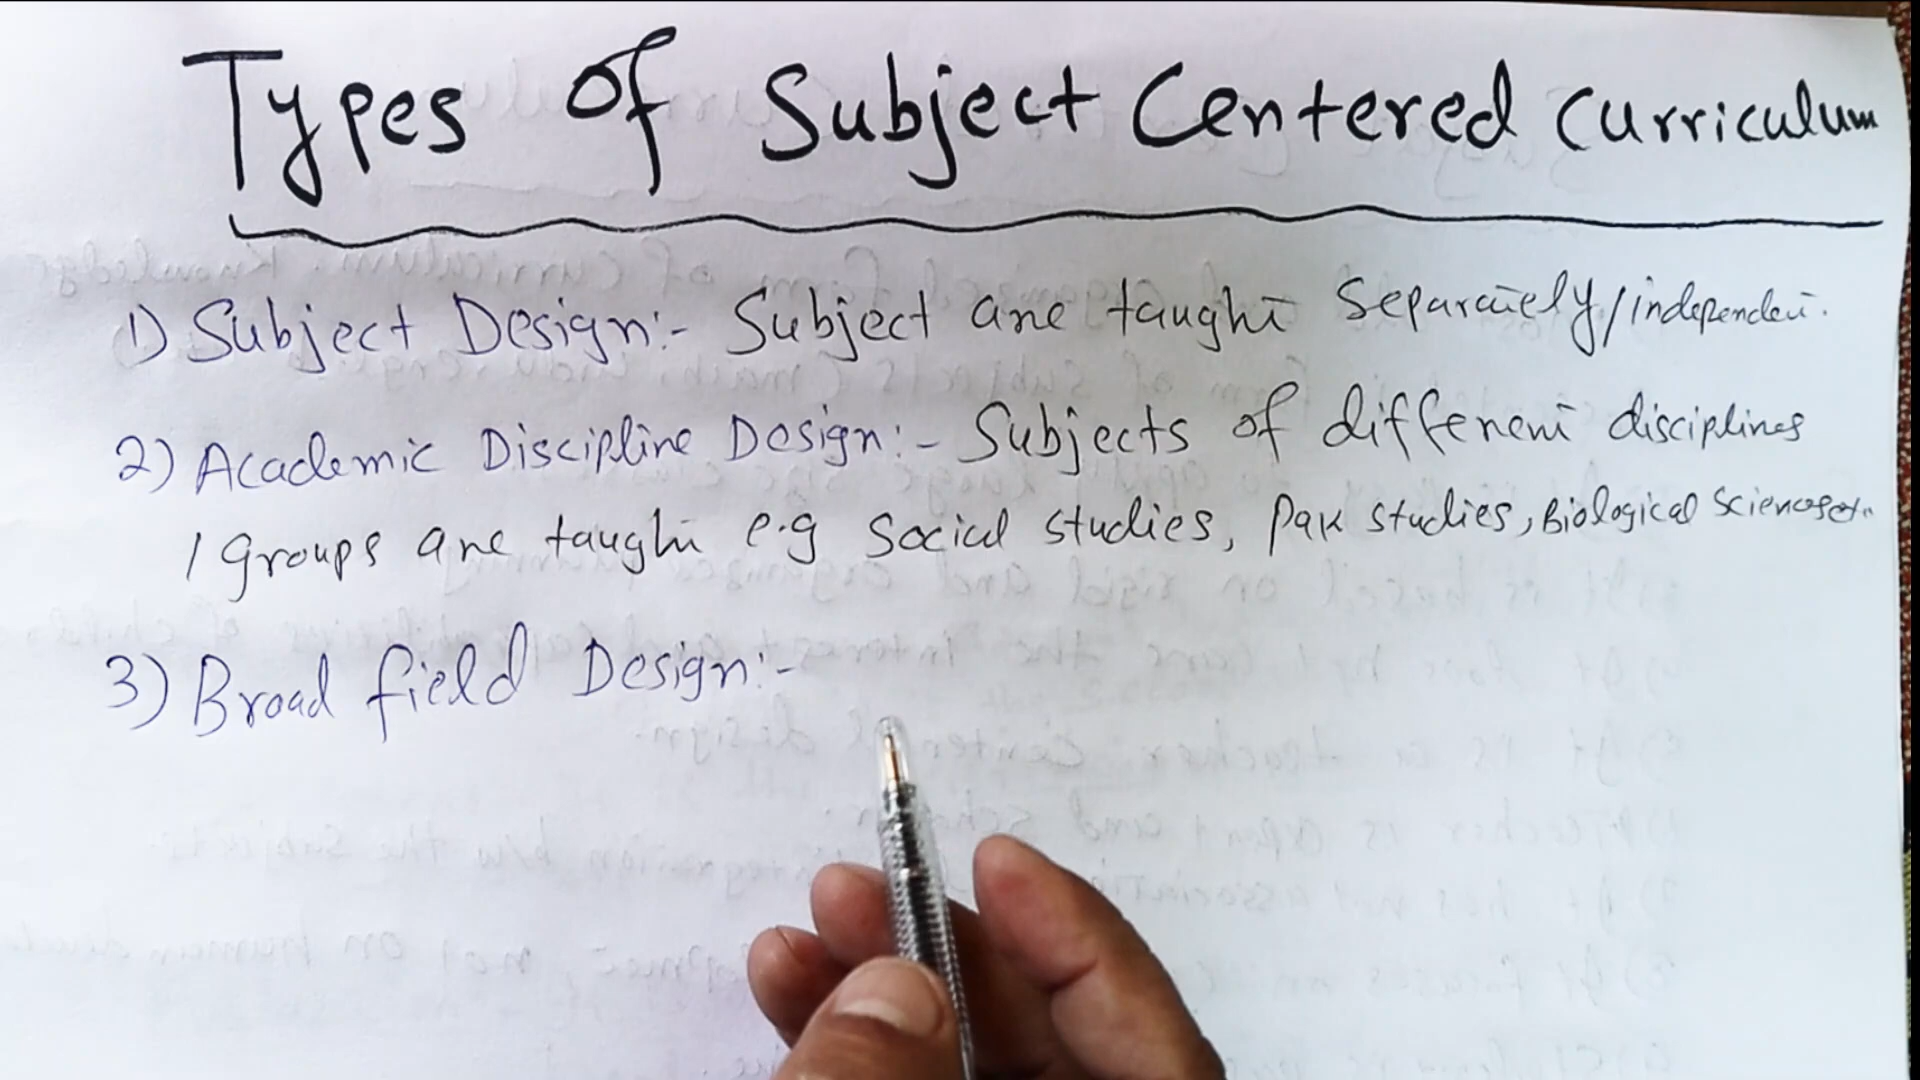 Types of Subject Centered Curriculum
1) Subject Design:- Subject are taught Separately/independent.
2) Academic Discipline Design:- Subjects of different disciplines
/ Groups are taught e.g Social studies, Pak studies, Biological Sciences etc.
3) Broad field Design:-